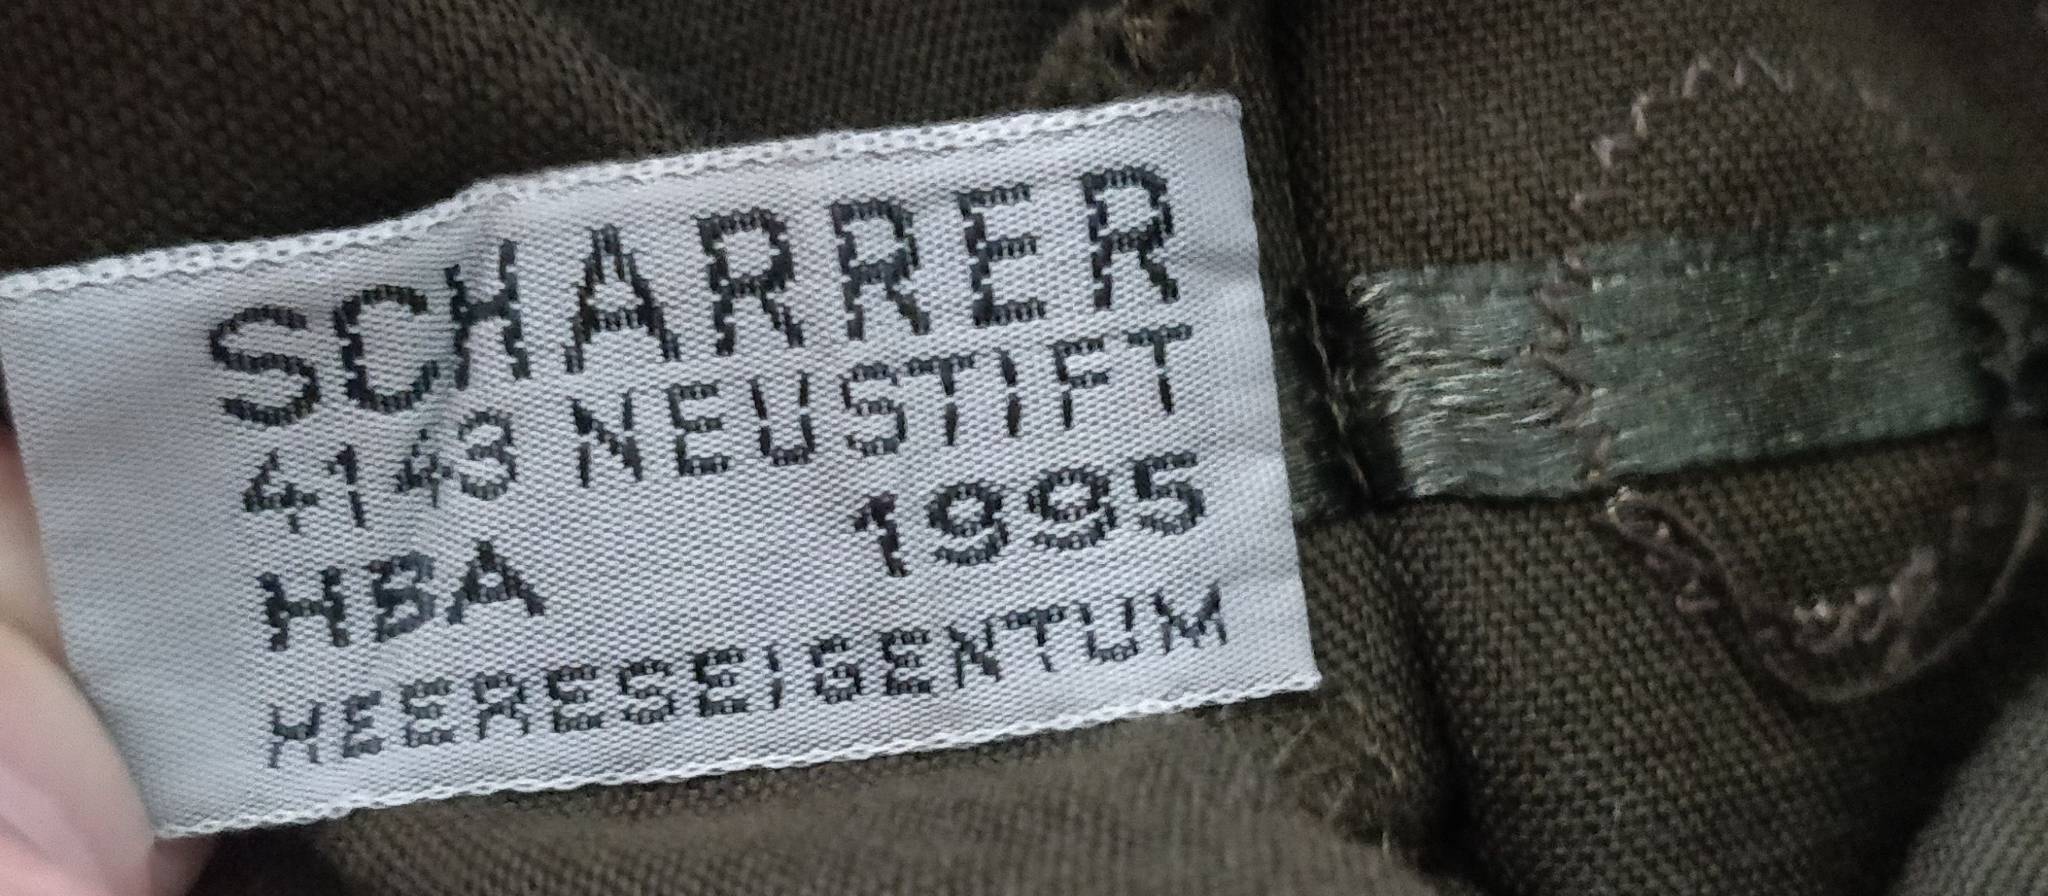 SCHARRER
4143 NEUSTIFT
HBA 1995
HEERESEIGENTUM